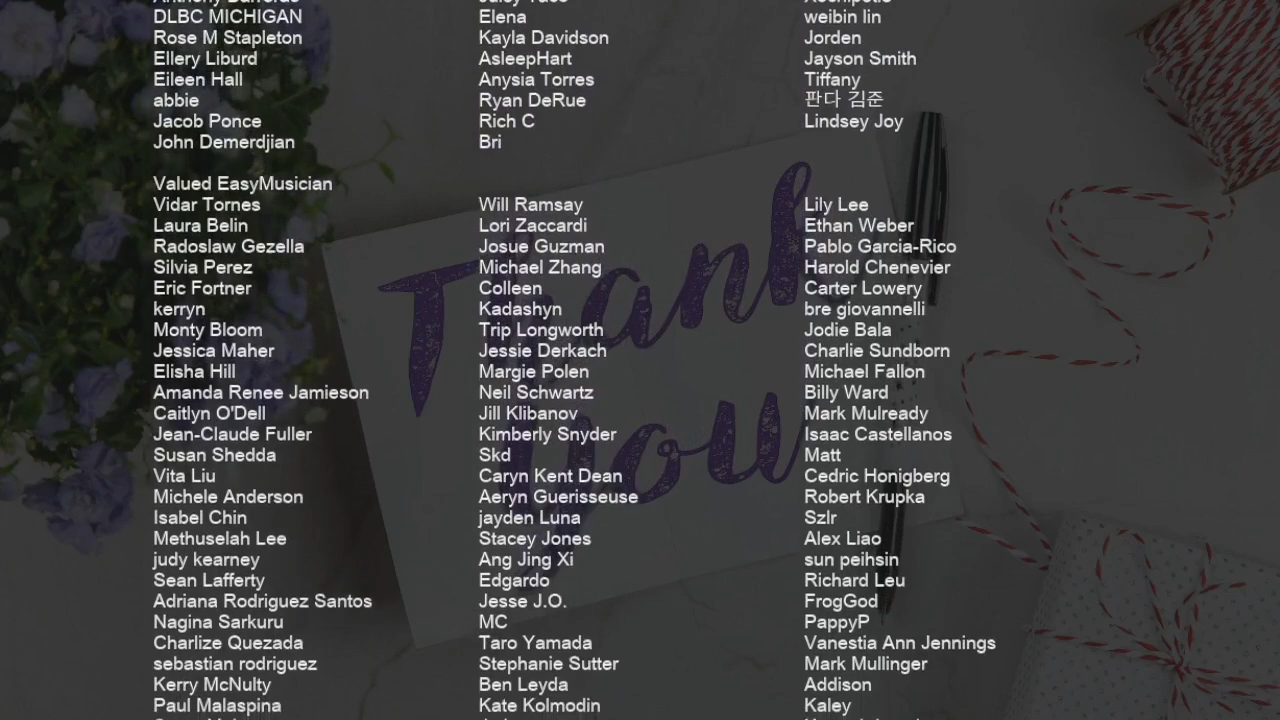 DLBC MICHIGAN
Rose M Stapleton
Ellery Liburd
Eileen Hall
abbie
Jacob Ponce
John Demerdjian
Elena
Kayla Davidson
AsleepHart
Anysia Torres
Ryan DeRue
Rich C
Bri
weibin lin
Jorden
Jayson Smith
Tiffany
판다 김준
Lindsey Joy
Valued EasyMusician
Vidar Tornes
Laura Belin
Radoslaw Gezella
Silvia Perez
Eric Fortner
kerryn
Monty Bloom
Jessica Maher
Elisha Hill
Amanda Renee Jamieson
Caitlyn O'Dell
Jean-Claude Fuller
Susan Shedda
Vita Liu
Michele Anderson
Isabel Chin
Methuselah Lee
judy kearney
Sean Lafferty
Adriana Rodriguez Santos
Nagina Sarkuru
Charlize Quezada
sebastian rodriguez
Kerry McNulty
Paul Malaspina
Will Ramsay
Lori Zaccardi
Josue Guzman
Michael Zhang
Colleen
Kadashyn
Trip Longworth
Jessie Derkach
Margie Polen
Neil Schwartz
Jill Klibanov
Kimberly Snyder
Skd
Caryn Kent Dean
Aeryn Guerisseuse
jayden Luna
Stacey Jones
Ang Jing Xi
Edgardo
Jesse J.O.
MC
Taro Yamada
Stephanie Sutter
Ben Leyda
Kate Kolmodin
Lily Lee
Ethan Weber
Pablo Garcia-Rico
Harold Chenevier
Carter Lowery
bre giovannelli
Jodie Bala
Charlie Sundborn
Michael Fallon
Billy Ward
Mark Mulready
Isaac Castellanos
Matt
Cedric Honigberg
Robert Krupka
Szlr
Alex Liao
sun peihsin
Richard Leu
FrogGod
PappyP
Vanestia Ann Jennings
Mark Mullinger
Addison
Kaley
Thank
you